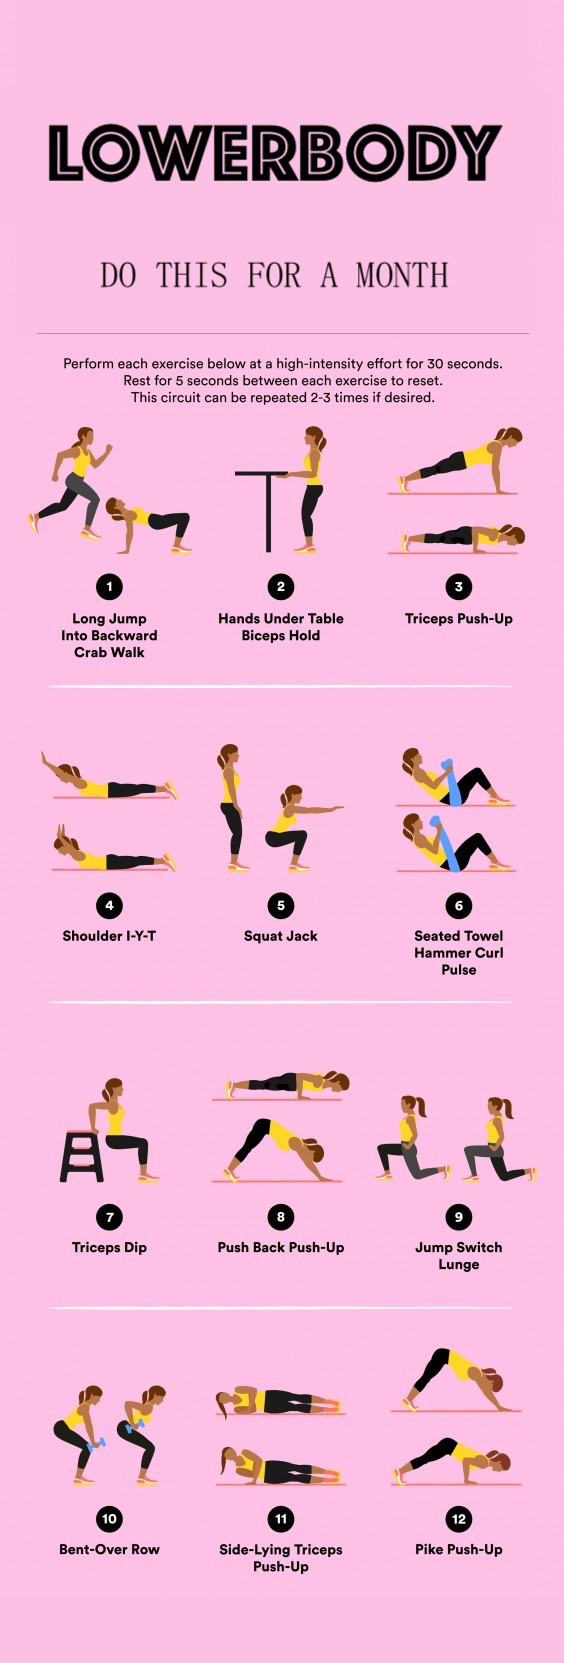 LOWERBODY
DO THIS FOR A MONTH
Perform each exercise below at a high-intensity effort for 30 seconds.
Rest for 5 seconds between each exercise to reset.
This circuit can be repeated 2-3 times if desired.
1
Long Jump
Into Backward
Crab Walk
2
Hands Under Table
Biceps Hold
3
Triceps Push-Up
4
Shoulder I-Y-T
5
Squat Jack
6
Seated Towel
Hammer Curl
Pulse
7
Triceps Dip
8
Push Back Push-Up
9
Jump Switch
Lunge
10
Bent-Over Row
11
Side-Lying Triceps
Push-Up
12
Pike Push-Up